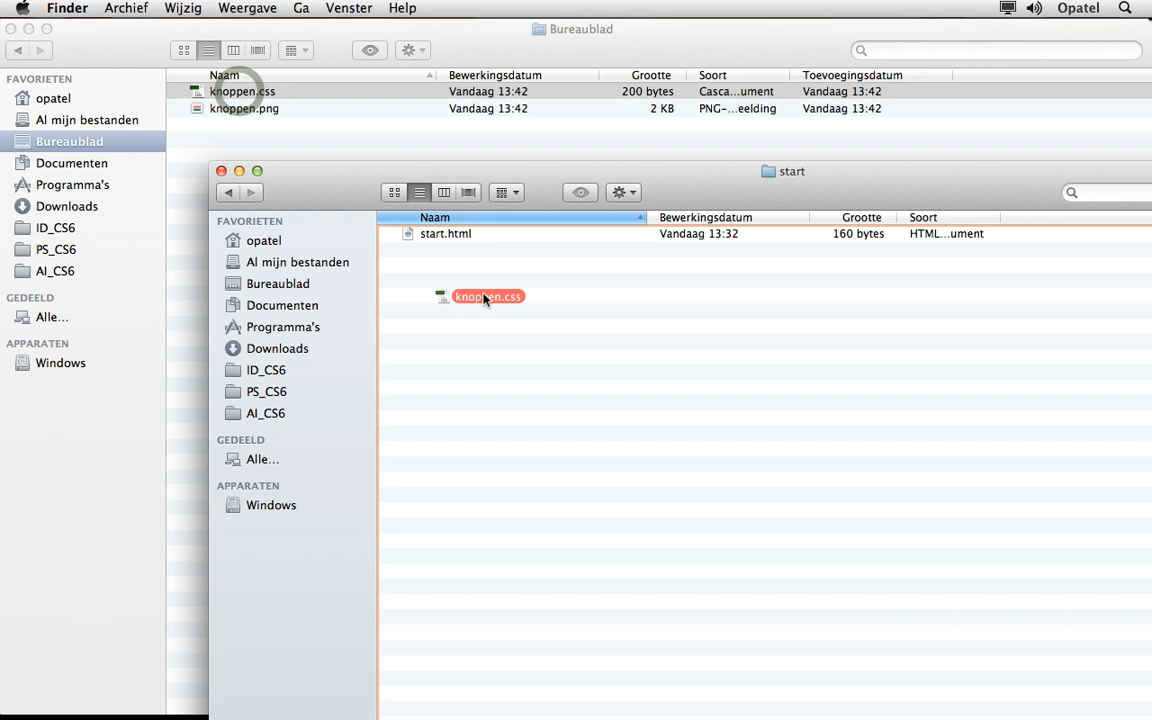 Finder Archief Wijzig Weergave Ga Venster Help Opatel
Bureaublad
FAVORIETEN
opatel
Al mijn bestanden
Bureaublad
Documenten
Programma's
Downloads
ID_CS6
PS_CS6
AI_CS6
GEDEELD
Alle...
APPARATEN
Windows
Naam Bewerkingsdatum Grootte Soort Toevoegingsdatum
knoppen.css Vandaag 13:42 200 bytes Casca...ument Vandaag 13:42
knoppen.png Vandaag 13:42 2 KB PNG-...eelding Vandaag 13:42
start
FAVORIETEN
opatel
Al mijn bestanden
Bureaublad
Documenten
Programma's
Downloads
ID_CS6
PS_CS6
AI_CS6
GEDEELD
Alle...
APPARATEN
Windows
Naam Bewerkingsdatum Grootte Soort
start.html Vandaag 13:32 160 bytes HTML...ument
knoppen.css